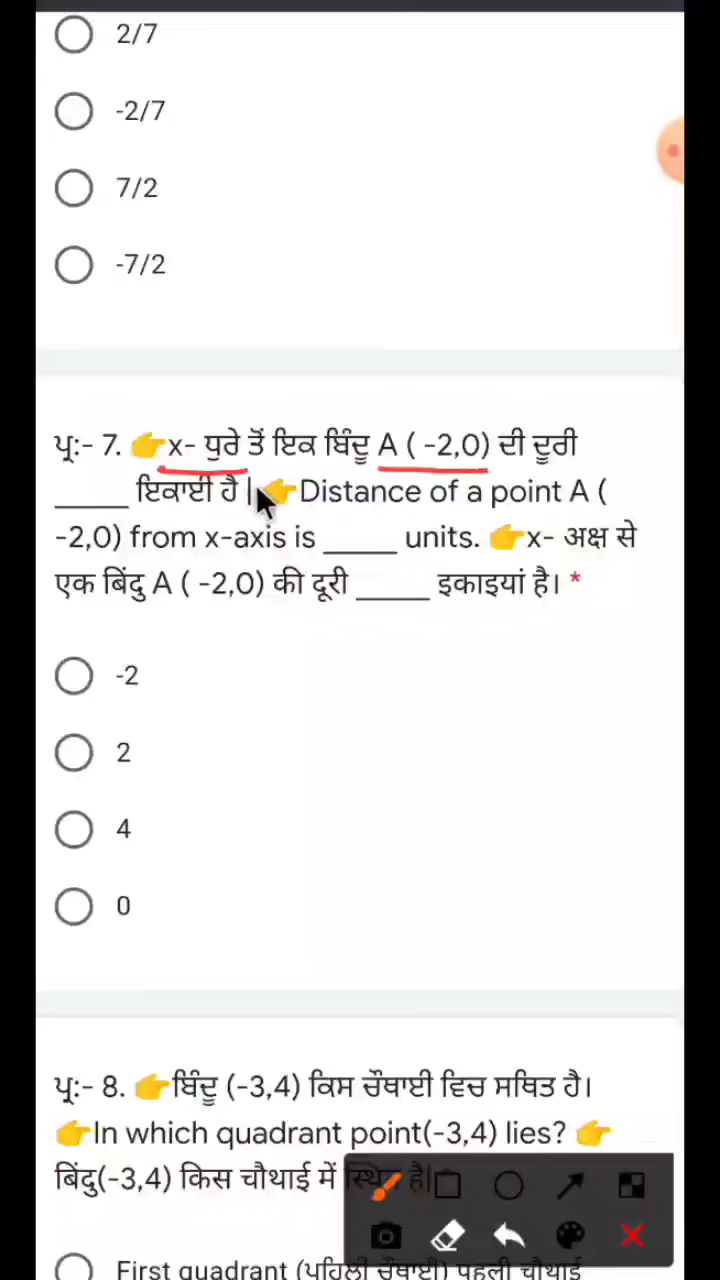 2/7
-2/7
7/2
-7/2
ਪ੍ਰ:- 7. 👉x- ਧੁਰੇ ਤੋਂ ਇਕ ਬਿੰਦੂ A ( -2,0) ਦੀ ਦੂਰੀ
_____ ਇਕਾਈ ਹੈ | 👉Distance of a point A (
-2,0) from x-axis is _____ units. 👉x- अक्ष से
एक बिंदु A ( -2,0) की दूरी _____ इकाइयां है। *
-2
2
4
0
ਪ੍ਰ:- 8. 👉ਬਿੰਦੂ (-3,4) ਕਿਸ ਚੌਥਾਈ ਵਿਚ ਸਥਿਤ ਹੈ।
👉In which quadrant point(-3,4) lies? 👉
बिंदु(-3,4) किस चौथाई में स्थित है|
First quadrant (ਪਹਿਲੀ ਚੌਥਾਈ) पहली चौथाई